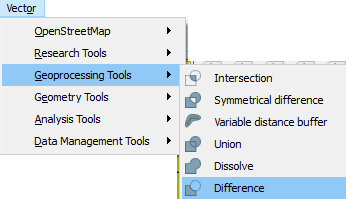 Vector
OpenStreetMap
Research Tools
Geoprocessing Tools
Geometry Tools
Analysis Tools
Data Management Tools
Intersection
Symmetrical difference
Variable distance buffer
Union
Dissolve
Difference